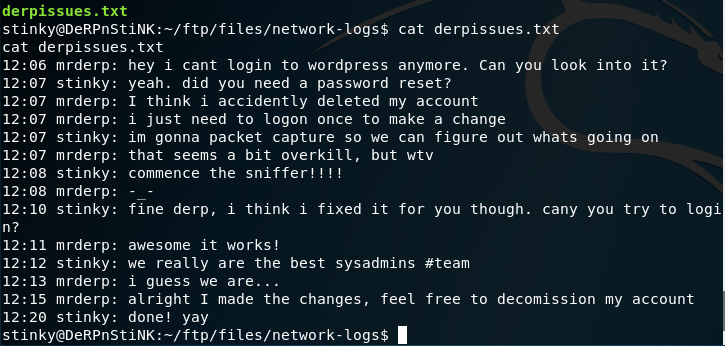 derpissues.txt
stinky@DeRPnStiNK:~/ftp/files/network-logs$ cat derpissues.txt
cat derpissues.txt
12:06 mrderp: hey i cant login to wordpress anymore. Can you look into it?
12:07 stinky: yeah. did you need a password reset?
12:07 mrderp: I think i accidently deleted my account
12:07 mrderp: i just need to logon once to make a change
12:07 stinky: im gonna packet capture so we can figure out whats going on
12:07 mrderp: that seems a bit overkill, but wtv
12:08 stinky: commence the sniffer!!!!
12:08 mrderp: -_-
12:10 stinky: fine derp, i think i fixed it for you though. cany you try to logi
n?
12:11 mrderp: awesome it works!
12:12 stinky: we really are the best sysadmins #team
12:13 mrderp: i guess we are...
12:15 mrderp: alright I made the changes, feel free to decomission my account
12:20 stinky: done! yay
stinky@DeRPnStiNK:~/ftp/files/network-logs$